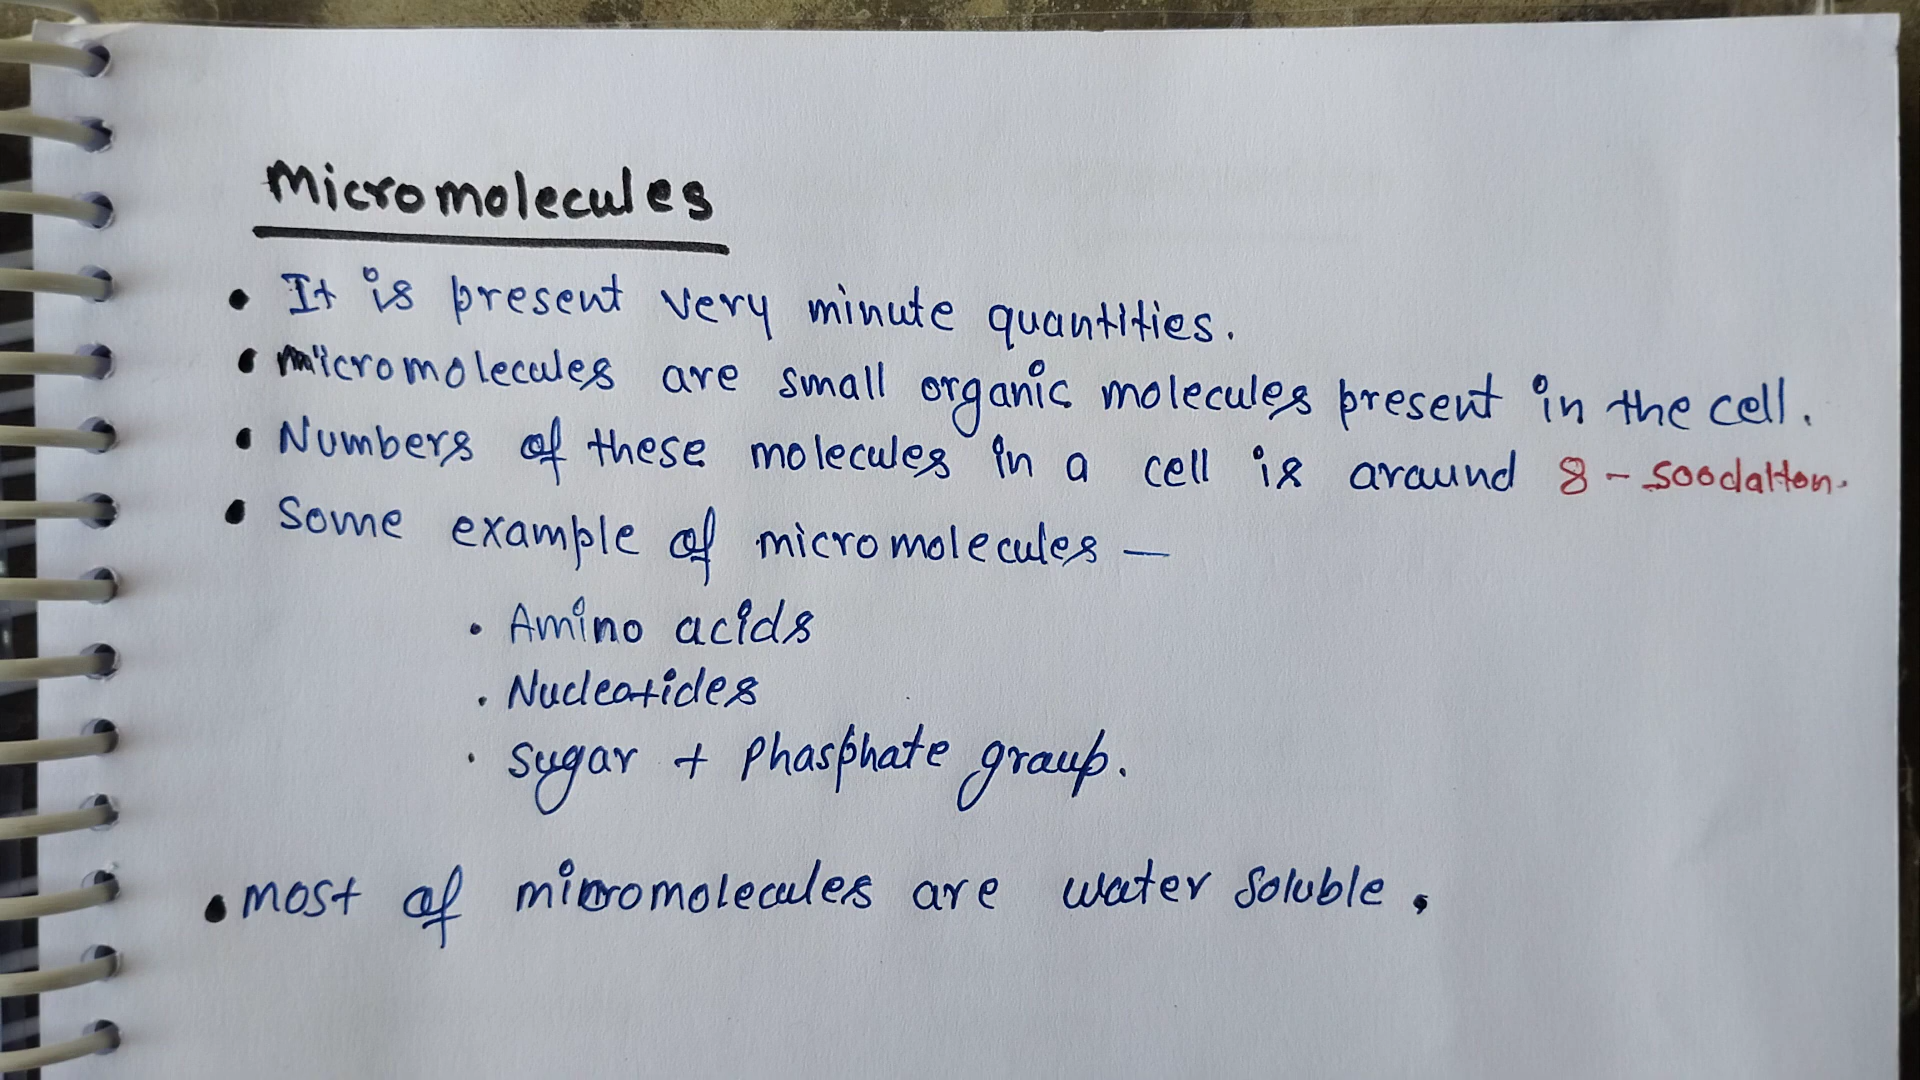 Micromolecules
• It is present very minute quantities.
• micromolecules are small organic molecules present in the cell.
• Numbers of these molecules in a cell is araund 8 - 500dalton.
• Some example of micromolecules —
• Amino acids
• Nucleotides
• Sugar + Phasphate graup.
• most of micromolecules are water soluble.